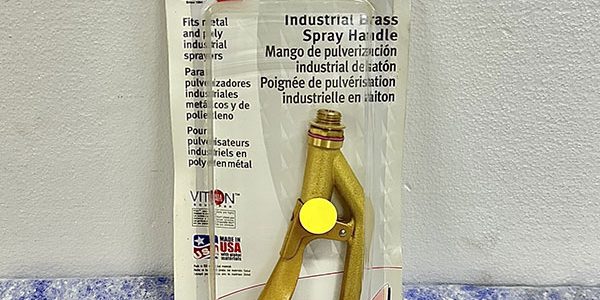 Industrial Brass
Spray Handle
Mango de pulverización
industrial de latón
Poignée de pulvérisation
industrielle en laiton
Fits metal
and poly
industrial
sprayers
Para
pulverizadores
industriales
metálicos y de
polietileno
Pour
pulvérisateurs
industriels en
poly et en métal
VITON
MADE IN
USA